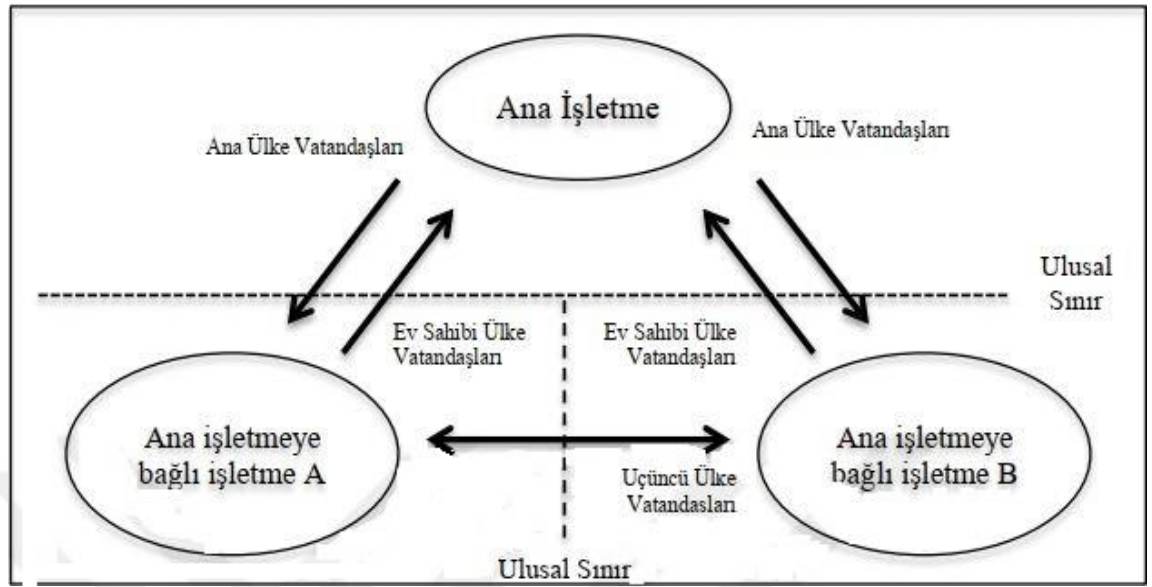 Ana İşletme
Ana Ülke Vatandaşları
Ana Ülke Vatandaşları
Ulusal
Sınır
Ev Sahibi Ülke
Vatandaşları
Ev Sahibi Ülke
Vatandaşları
Ana işletmeye
bağlı işletme A
Ana işletmeye
bağlı işletme B
Uçüncü Ülke
Vatandasları
Ulusal Sınır